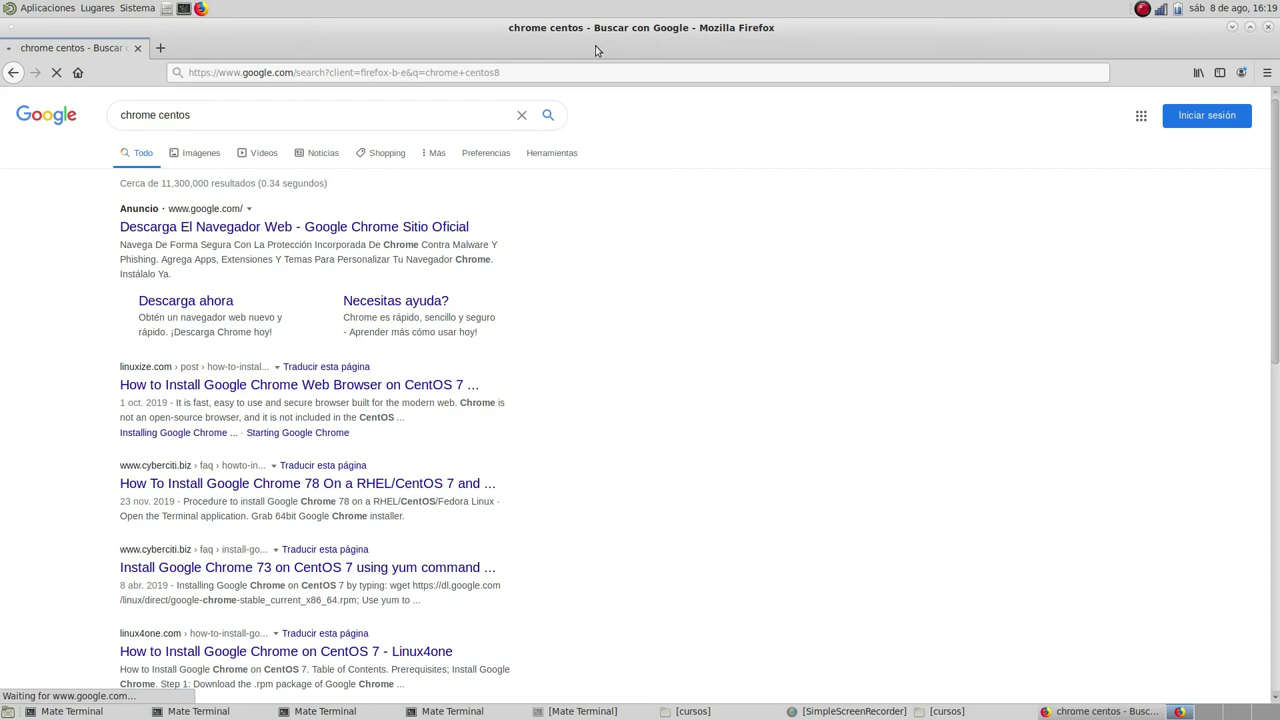 Aplicaciones Lugares Sistema
sáb 8 de ago, 16:19
chrome centos - Buscar con Google - Mozilla Firefox
chrome centos - Buscar c
https://www.google.com/search?client=firefox-b-e&q=chrome+centos8
Google
chrome centos
Iniciar sesión
Todo Imágenes Videos Noticias Shopping Más Preferencias Herramientas
Cerca de 11,300,000 resultados (0.34 segundos)
Anuncio · www.google.com/
Descarga El Navegador Web - Google Chrome Sitio Oficial
Navega De Forma Segura Con La Protección Incorporada De Chrome Contra Malware Y
Phishing. Agrega Apps, Extensiones Y Temas Para Personalizar Tu Navegador Chrome.
Instálalo Ya.
Descarga ahora
Obtén un navegador web nuevo y
rápido. ¡Descarga Chrome hoy!
Necesitas ayuda?
Chrome es rápido, sencillo y seguro
- Aprender más cómo usar hoy!
linuxize.com › post › how-to-instal... Traducir esta página
How to Install Google Chrome Web Browser on CentOS 7 ...
1 oct. 2019 - It is fast, easy to use and secure browser built for the modern web. Chrome is
not an open-source browser, and it is not included in the CentOS ...
Installing Google Chrome ... · Starting Google Chrome
www.cyberciti.biz › faq › howto-in... Traducir esta página
How To Install Google Chrome 78 On a RHEL/CentOS 7 and ...
23 nov. 2019 - Procedure to install Google Chrome 78 on a RHEL/CentOS/Fedora Linux ·
Open the Terminal application. Grab 64bit Google Chrome installer.
www.cyberciti.biz › faq › install-go... Traducir esta página
Install Google Chrome 73 on CentOS 7 using yum command ...
8 abr. 2019 - Installing Google Chrome on CentOS 7 by typing: wget https://dl.google.com
/linux/direct/google-chrome-stable_current_x86_64.rpm; Use yum to ...
linux4one.com › how-to-install-go... Traducir esta página
How to Install Google Chrome on CentOS 7 - Linux4one
How to Install Google Chrome on CentOS 7. Table of Contents. Prerequisites; Install Google
Chrome. Step 1: Download the .rpm package of Google Chrome ...
Waiting for www.google.com...
Mate Terminal Mate Terminal Mate Terminal Mate Terminal [Mate Terminal] [cursos] [SimpleScreenRecorder] [cursos] chrome centos - Busc...